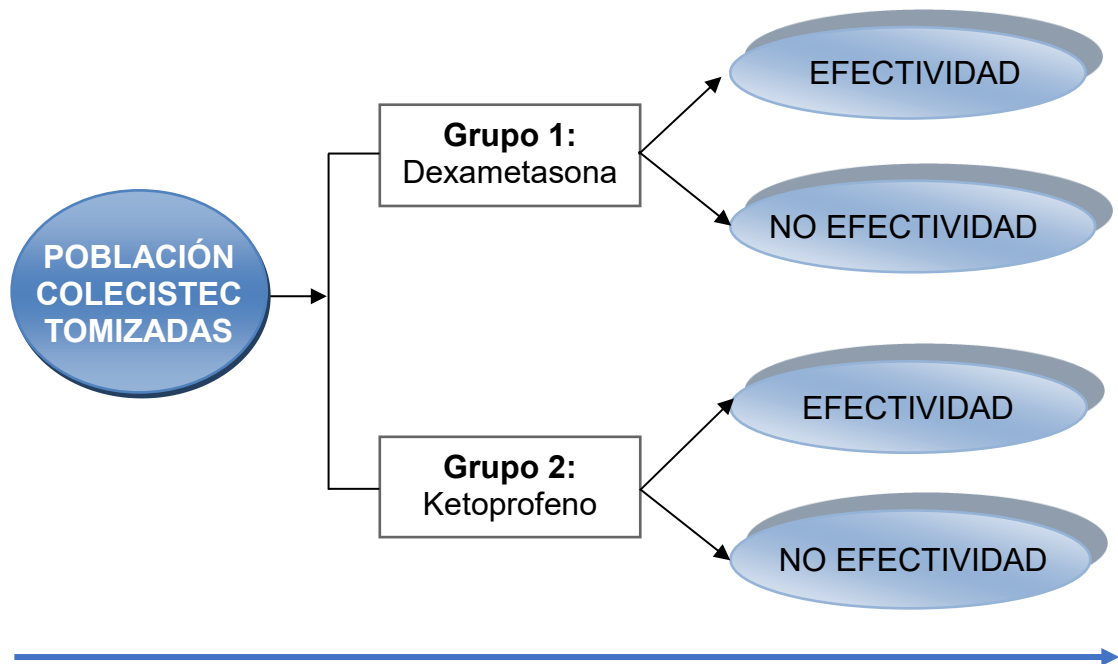 POBLACIÓN
COLECISTEC
TOMIZADAS
Grupo 1:
Dexametasona
EFECTIVIDAD
NO EFECTIVIDAD
Grupo 2:
Ketoprofeno
EFECTIVIDAD
NO EFECTIVIDAD